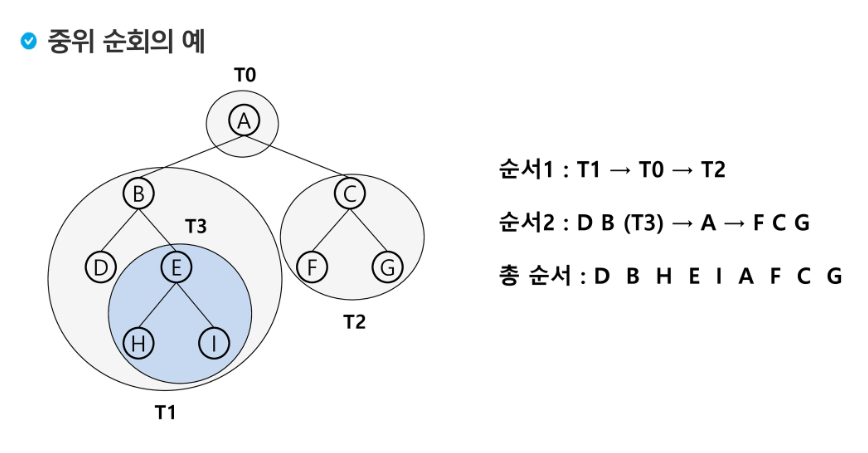 중위 순회의 예
T0
A
B
C
T3
D
E
F
G
H
I
T2
T1
순서1 : T1 → T0 → T2
순서2 : D B (T3) → A → F C G
총 순서 : D B H E I A F C G